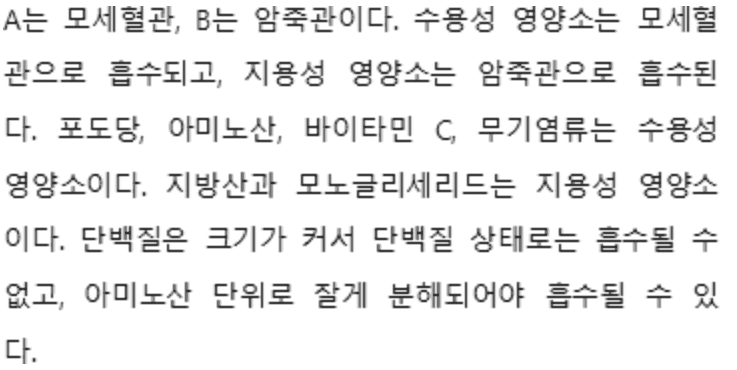 A는 모세혈관, B는 암죽관이다. 수용성 영양소는 모세혈
관으로 흡수되고, 지용성 영양소는 암죽관으로 흡수된
다. 포도당, 아미노산, 바이타민 C, 무기염류는 수용성
영양소이다. 지방산과 모노글리세리드는 지용성 영양소
이다. 단백질은 크기가 커서 단백질 상태로는 흡수될 수
없고, 아미노산 단위로 잘게 분해되어야 흡수될 수 있
다.